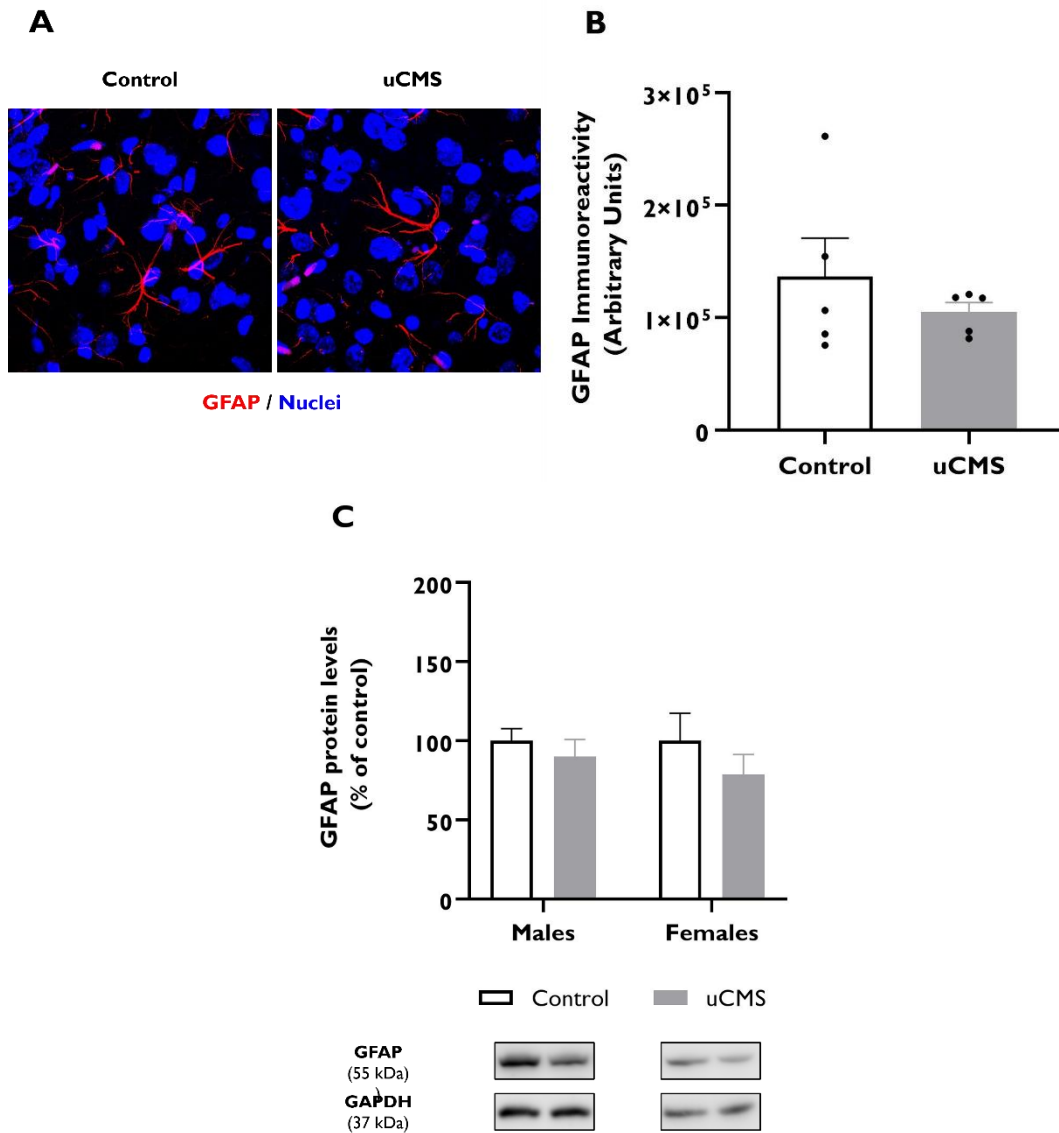 A
Control
uCMS
GFAP / Nuclei
B
GFAP Immunoreactivity
(Arbitrary Units)
3×10⁵
2×10⁵
1×10⁵
0
Control
uCMS
C
GFAP protein levels
(% of control)
200
150
100
50
0
Males
Females
Control
uCMS
GFAP
(55 kDa)
)
GAPDH
(37 kDa)